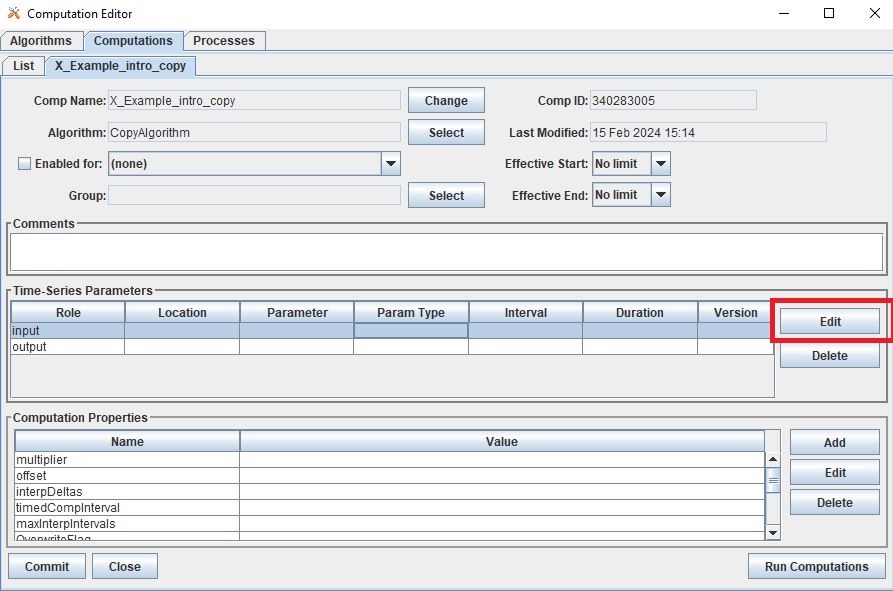 Computation Editor
Algorithms Computations Processes
List X_Example_intro_copy
Comp Name: X_Example_intro_copy Change Comp ID: 340283005
Algorithm: CopyAlgorithm Select Last Modified: 15 Feb 2024 15:14
Enabled for: (none) Effective Start: No limit
Group: Select Effective End: No limit
Comments
Time-Series Parameters
Role Location Parameter Param Type Interval Duration Version Edit
input
output Delete
Computation Properties
Name Value Add
multiplier
offset Edit
interpDeltas
timedCompInterval Delete
maxInterpIntervals
OverwriteFlag
Commit Close Run Computations